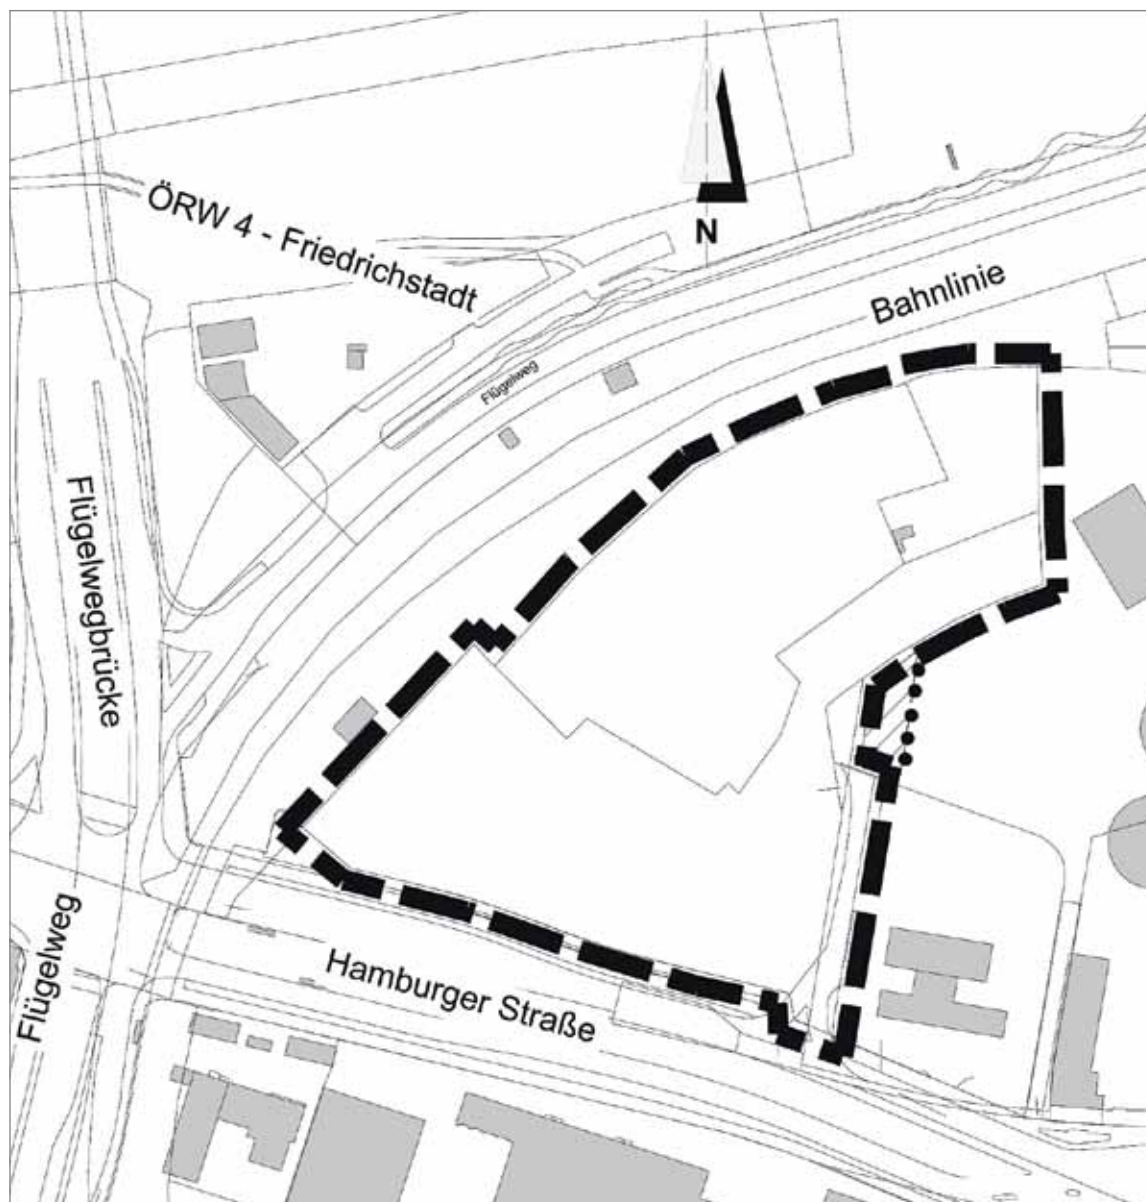 ÖRW 4 - Friedrichstadt
N
Bahnlinie
Flügelweg
Flügelwegbrücke
Flügelweg
Hamburger Straße